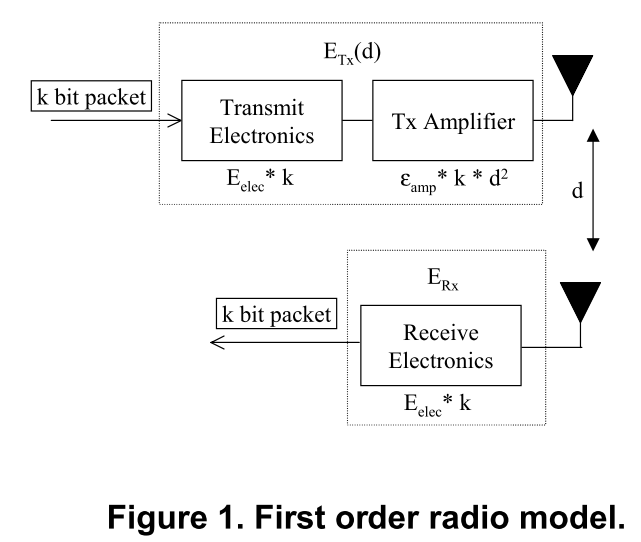 E_Tx(d)
k bit packet
Transmit
Electronics
Tx Amplifier
E_elec* k
ε_amp* k * d²
d
E_Rx
k bit packet
Receive
Electronics
E_elec* k
Figure 1. First order radio model.